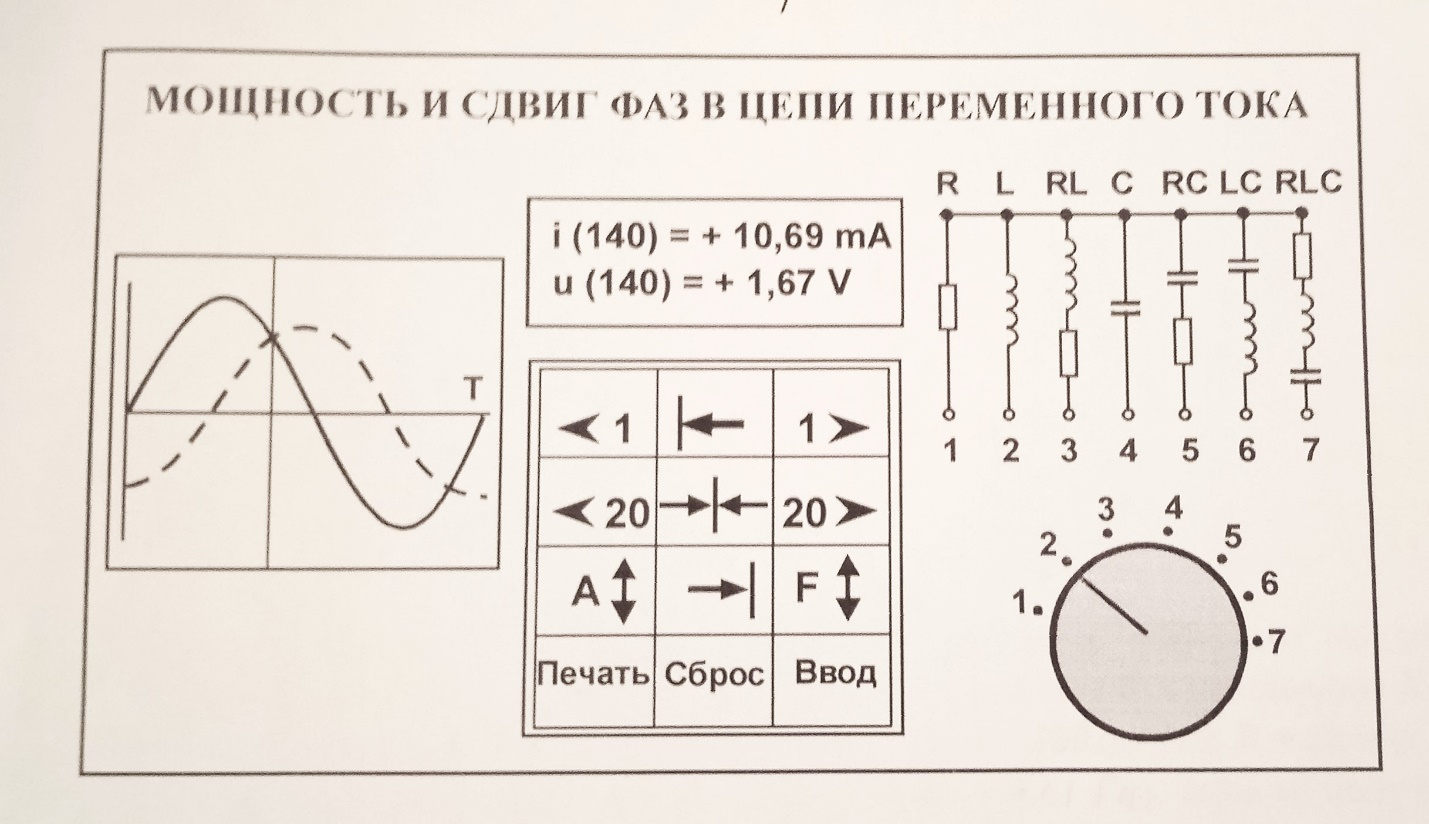 МОЩНОСТЬ И СДВИГ ФАЗ В ЦЕПИ ПЕРЕМЕННОГО ТОКА
R L RL C RC LC RLC
i (140) = + 10,69 mA
u (140) = + 1,67 V
T
1 1
20 20
A F
Печать Сброс Ввод
1 2 3 4 5 6 7
1 2 3 4 5 6 7